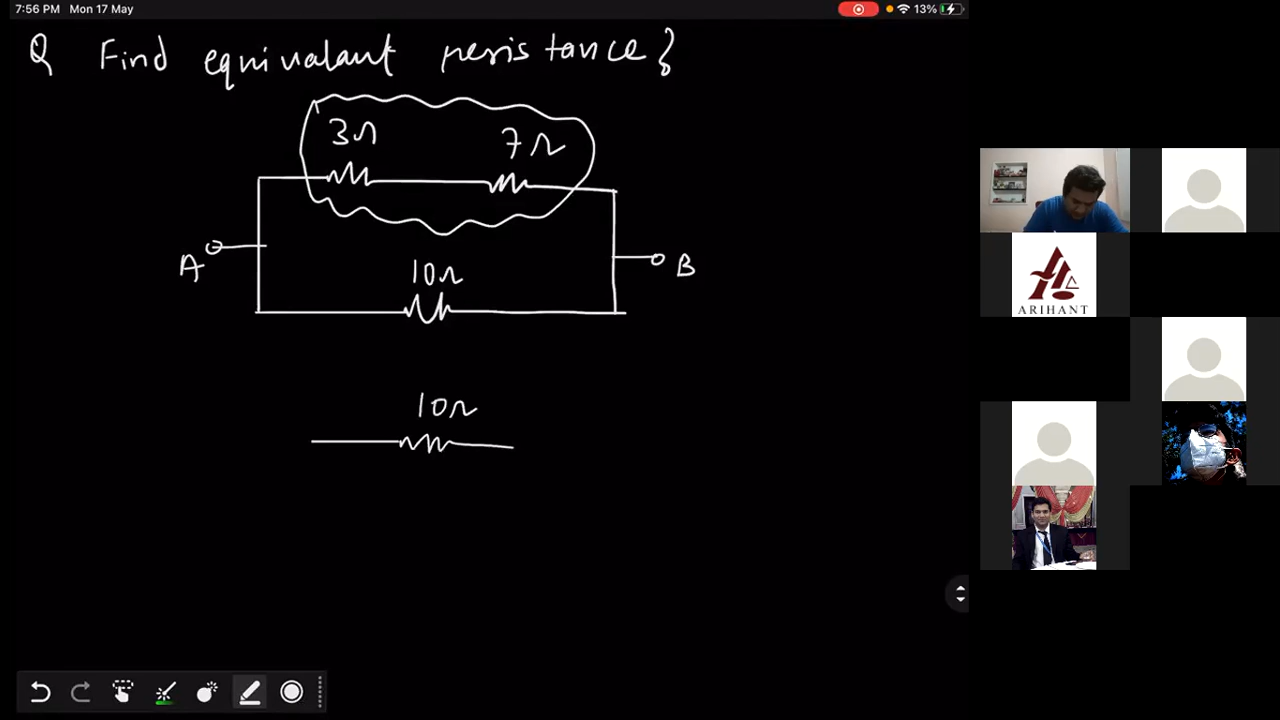 7:56 PM Mon 17 May
13%
Q Find equivalant resistance?
3Ω
7Ω
A
10Ω
B
10Ω
ARIHANT